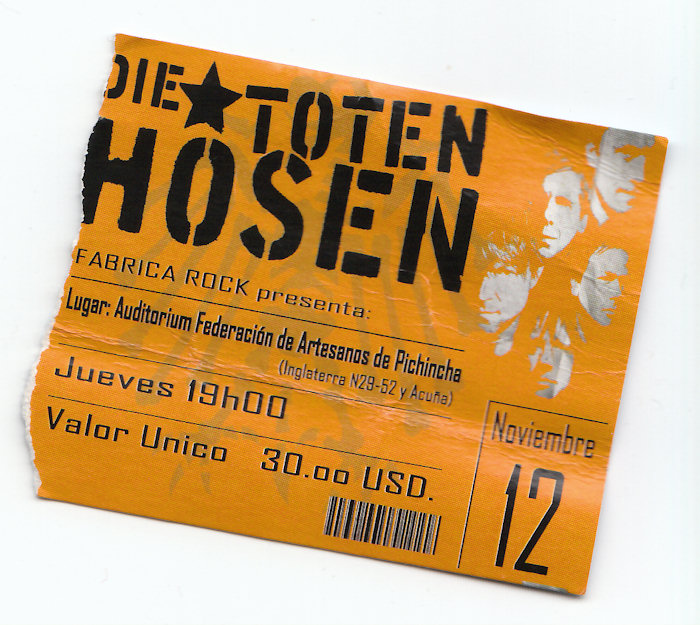 DIE★TOTEN
HOSEN
FABRICA ROCK presenta:
Lugar: Auditorium Federación de Artesanos de Pichincha
(Inglaterra N29-52 y Acuña)
Jueves 19h00
Valor Unico 30.00 USD.
Noviembre
12